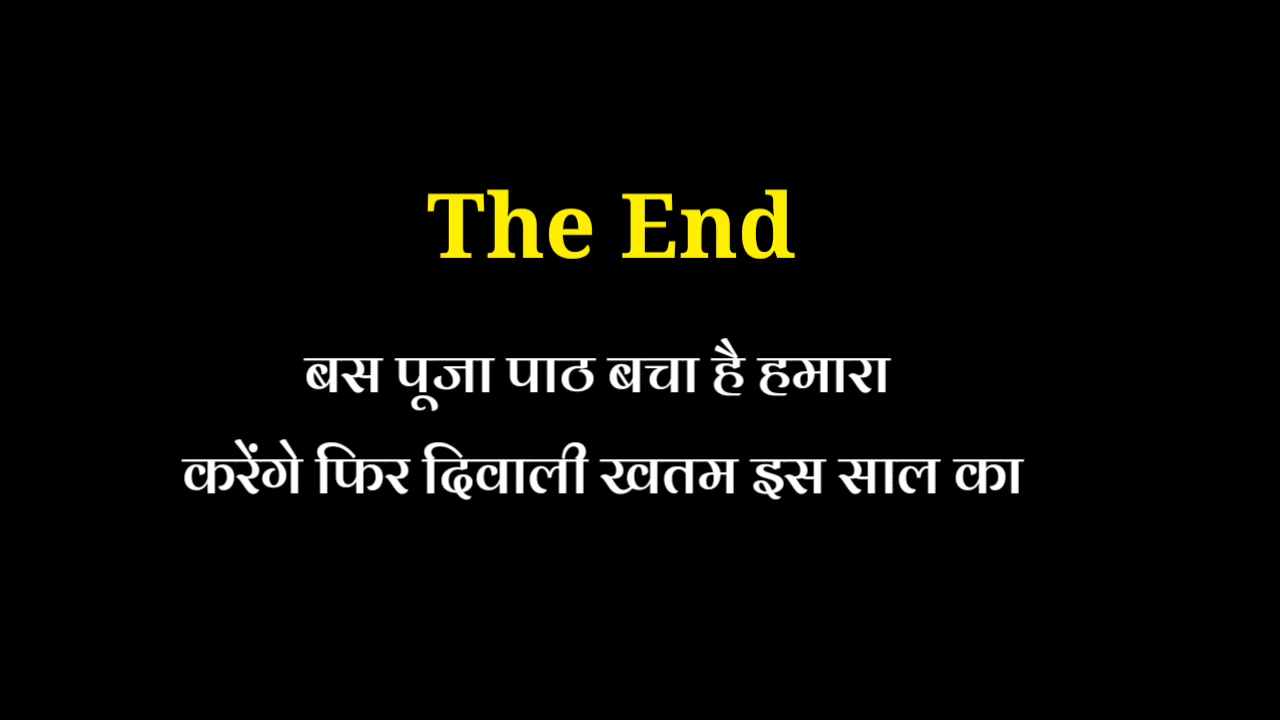 The End
बस पूजा पाठ बचा है हमारा
करेंगे फिर दिवाली खतम इस साल का